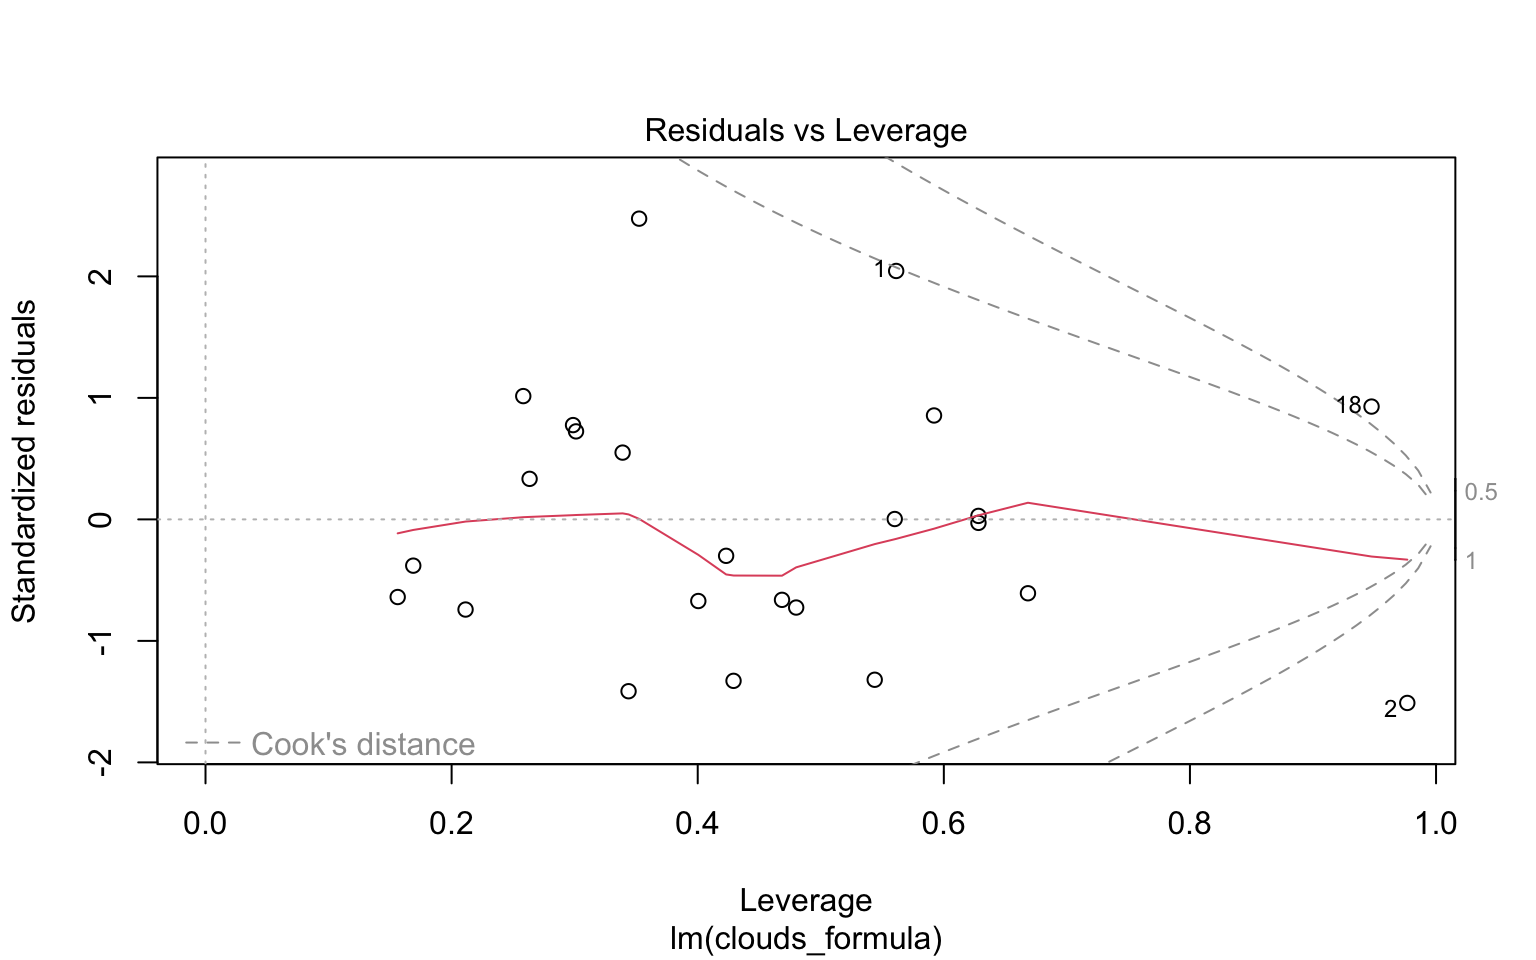 Residuals vs Leverage
Standardized residuals
2
1
0
-1
-2
1
18
2
0.5
1
Cook's distance
0.0 0.2 0.4 0.6 0.8 1.0
Leverage
lm(clouds_formula)